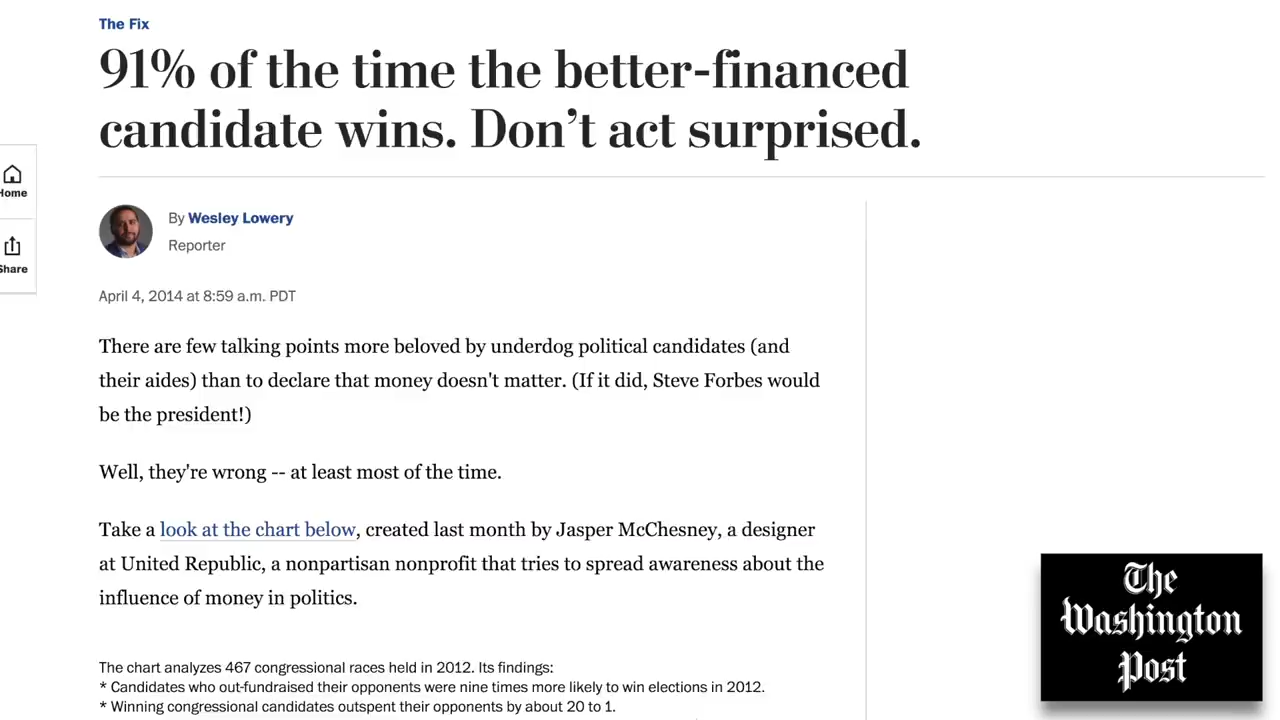 The Fix
91% of the time the better-financed
candidate wins. Don’t act surprised.
Home
Share
By Wesley Lowery
Reporter
April 4, 2014 at 8:59 a.m. PDT
There are few talking points more beloved by underdog political candidates (and
their aides) than to declare that money doesn't matter. (If it did, Steve Forbes would
be the president!)
Well, they're wrong -- at least most of the time.
Take a look at the chart below, created last month by Jasper McChesney, a designer
at United Republic, a nonpartisan nonprofit that tries to spread awareness about the
influence of money in politics.
The chart analyzes 467 congressional races held in 2012. Its findings:
* Candidates who out-fundraised their opponents were nine times more likely to win elections in 2012.
* Winning congressional candidates outspent their opponents by about 20 to 1.
The
Washington
Post